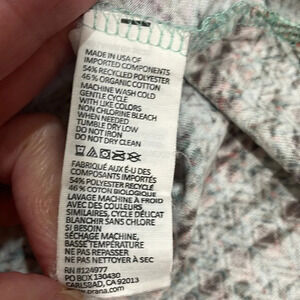 MADE IN USA OF
IMPORTED COMPONENTS
54% RECYCLED POLYESTER
46 % ORGANIC COTTON
MACHINE WASH COLD
GENTLE CYCLE
WITH LIKE COLORS
NON CHLORINE BLEACH
WHEN NEEDED
TUMBLE DRY LOW
DO NOT IRON
DO NOT DRY CLEAN
FABRIQUÉ AUX É-U DES
COMPOSANTS IMPORTÉS
54% POLYESTER RECYCLÉ
46 % COTON BIOLOGIQUE
LAVAGE MACHINE À FROID
AVEC DES COULEURS
SIMILAIRES, CYCLE DÉLICAT
BLANCHIR SANS CHLORE
SI BESOIN
SÉCHAGE MACHINE,
BASSE TEMPÉRATURE
NE PAS REPASSER
NE PAS NETTOYER À SEC
RN #124977
PO BOX 130430
CARLSBAD, CA 92013
www.prana.com